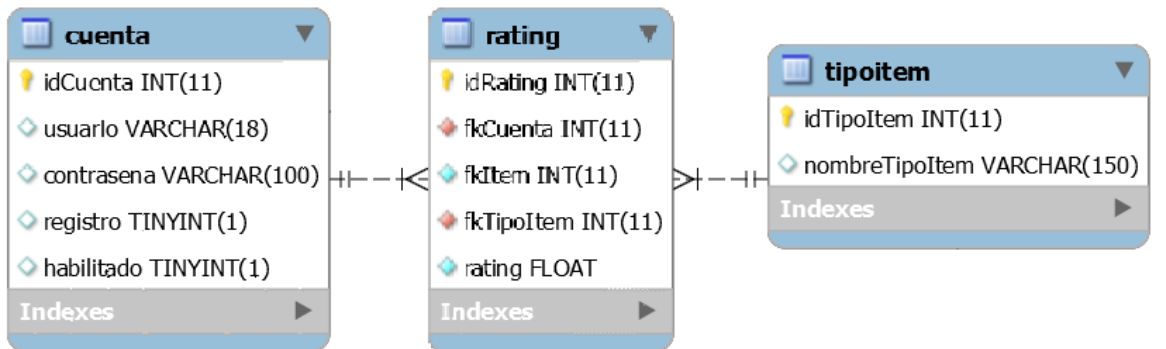 cuenta
idCuenta INT(11)
usuario VARCHAR(18)
contrasena VARCHAR(100)
registro TINYINT(1)
habilitado TINYINT(1)
Indexes
rating
idRating INT(11)
fkCuenta INT(11)
fkItem INT(11)
fkTipoItem INT(11)
rating FLOAT
Indexes
tipoitem
idTipoItem INT(11)
nombreTipoItem VARCHAR(150)
Indexes